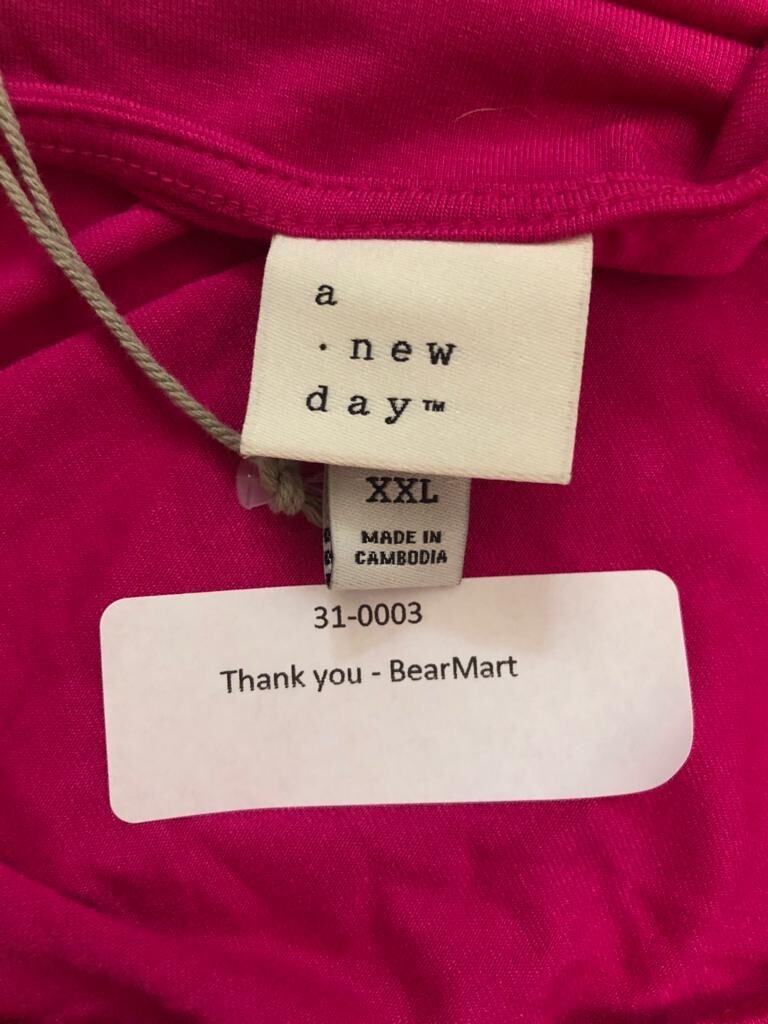 a
· new
day™
XXL
MADE IN
CAMBODIA
31-0003
Thank you - BearMart